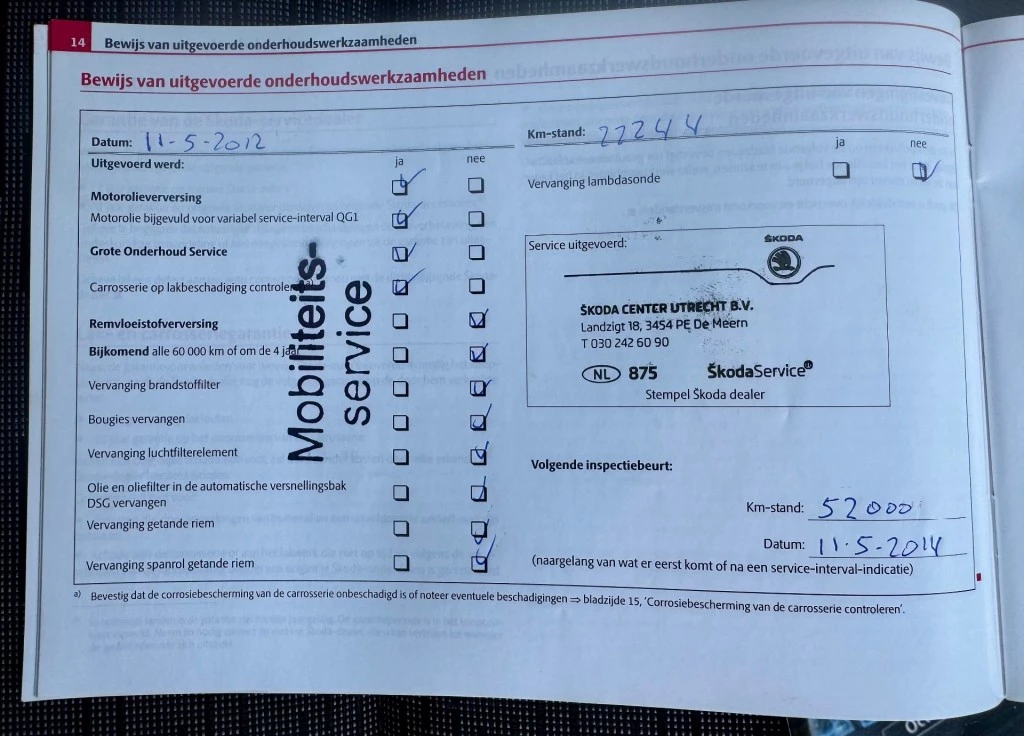 14 Bewijs van uitgevoerde onderhoudswerkzaamheden
Bewijs van uitgevoerde onderhoudswerkzaamheden
Datum: 11-5-2012
Km-stand: 22244
Uitgevoerd werd: ja nee
ja nee
Motorolieverversing
Vervanging lambdasonde
Motorolie bijgevuld voor variabel service-interval QG1
Grote Onderhoud Service
Carrosserie op lakbeschadiging controleren a)
Remvloeistofverversing
Bijkomend alle 60 000 km of om de 4 jaar
Vervanging brandstoffilter
Bougies vervangen
Vervanging luchtfilterelement
Olie en oliefilter in de automatische versnellingsbak
DSG vervangen
Vervanging getande riem
Vervanging spanrol getande riem
Mobiliteits-
service
Service uitgevoerd:
ŠKODA
ŠKODA CENTER UTRECHT B.V.
Landzigt 18, 3454 PE De Meern
T 030 242 60 90
NL 875 ŠkodaService®
Stempel Škoda dealer
Volgende inspectiebeurt:
Km-stand: 52000
Datum: 11-5-2014
(naargelang van wat er eerst komt of na een service-interval-indicatie)
a) Bevestig dat de corrosiebescherming van de carrosserie onbeschadigd is of noteer eventuele beschadigingen ⇒ bladzijde 15, 'Corrosiebescherming van de carrosserie controleren'.